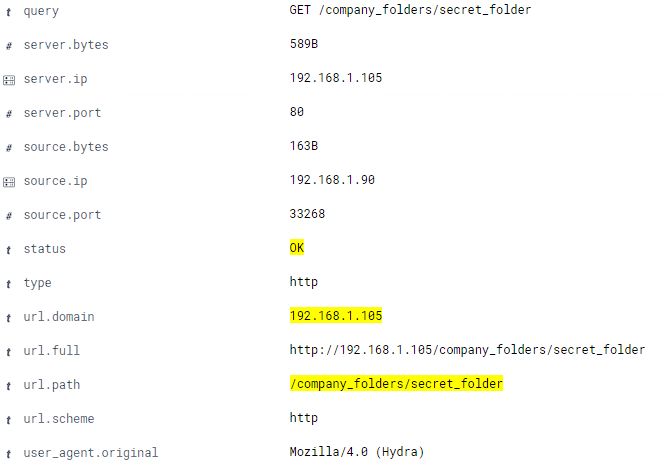 t query GET /company_folders/secret_folder
# server.bytes 589B
server.ip 192.168.1.105
# server.port 80
# source.bytes 163B
source.ip 192.168.1.90
# source.port 33268
t status OK
t type http
t url.domain 192.168.1.105
t url.full http://192.168.1.105/company_folders/secret_folder
t url.path /company_folders/secret_folder
t url.scheme http
t user_agent.original Mozilla/4.0 (Hydra)